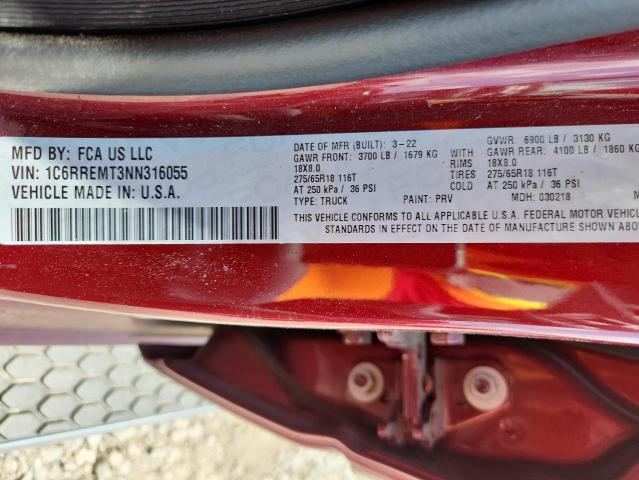 MFD BY: FCA US LLC
VIN: 1C6RREMT3NN316055
VEHICLE MADE IN U.S.A.
DATE OF MFR (BUILT): 3-22 GVWR: 6900 LB / 3130 KG
GAWR FRONT: 3700 LB / 1679 KG WITH GAWR REAR: 4100 LB / 1860 KG
18X8.0 RIMS 18X8.0
275/65R18 116T TIRES 275/65R18 116T
AT 250 kPa / 36 PSI COLD AT 250 kPa / 36 PSI
TYPE: TRUCK PAINT: PRV MDH: 030218
THIS VEHICLE CONFORMS TO ALL APPLICABLE U.S.A. FEDERAL MOTOR VEHICLE
STANDARDS IN EFFECT ON THE DATE OF MANUFACTURE SHOWN ABO